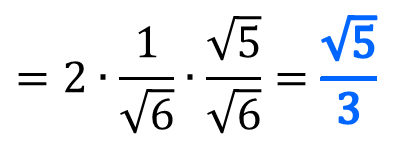 = 2 · 1/√6 · √5/√6 = √5/3